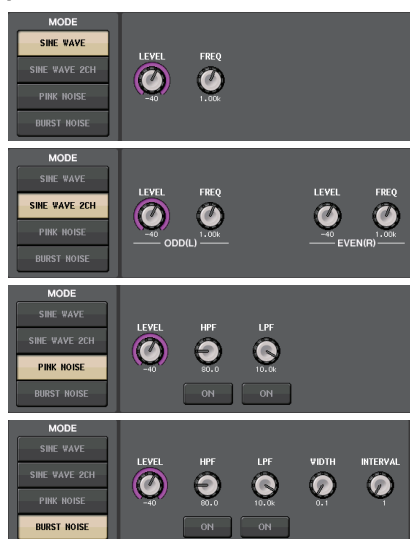 MODE
SINE WAVE
SINE WAVE 2CH
PINK NOISE
BURST NOISE
LEVEL FREQ
-40 1.00k
MODE
SINE WAVE
SINE WAVE 2CH
PINK NOISE
BURST NOISE
LEVEL FREQ LEVEL FREQ
-40 1.00k -40 1.00k
ODD(L) EVEN(R)
MODE
SINE WAVE
SINE WAVE 2CH
PINK NOISE
BURST NOISE
LEVEL HPF LPF
-40 80.0 10.0k
ON ON
MODE
SINE WAVE
SINE WAVE 2CH
PINK NOISE
BURST NOISE
LEVEL HPF LPF WIDTH INTERVAL
-40 80.0 10.0k 0.1 1
ON ON